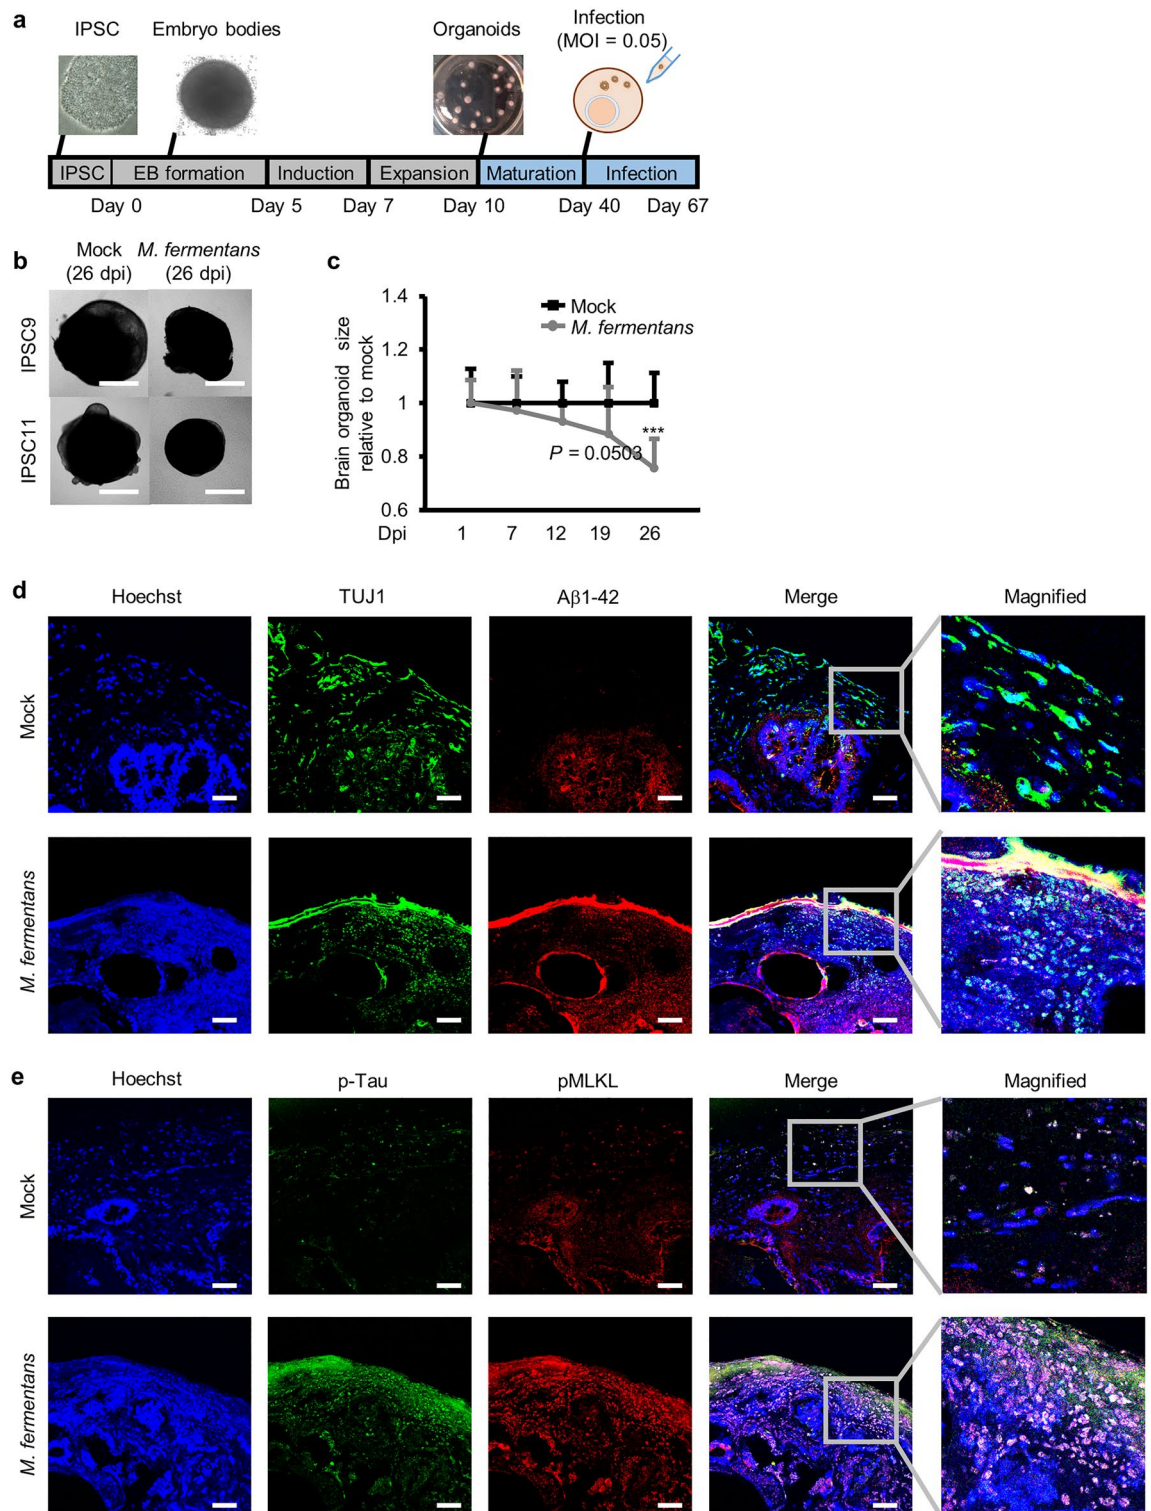 a
IPSC
Embryo bodies
Organoids
Infection
(MOI = 0.05)
IPSC
EB formation
Induction
Expansion
Maturation
Infection
Day 0
Day 5
Day 7
Day 10
Day 40
Day 67
b
Mock
(26 dpi)
M. fermentans
(26 dpi)
IPSC9
IPSC11
c
Brain organoid size
relative to mock
1.4
1.2
1
0.8
0.6
Mock
M. fermentans
***
P = 0.0503
Dpi
1
7
12
19
26
d
Hoechst
TUJ1
Aβ1-42
Merge
Magnified
Mock
M. fermentans
e
Hoechst
p-Tau
pMLKL
Merge
Magnified
Mock
M. fermentans